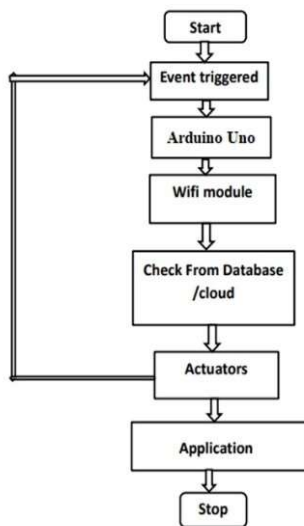 Start
Event triggered
Arduino Uno
Wifi module
Check From Database
/cloud
Actuators
Application
Stop